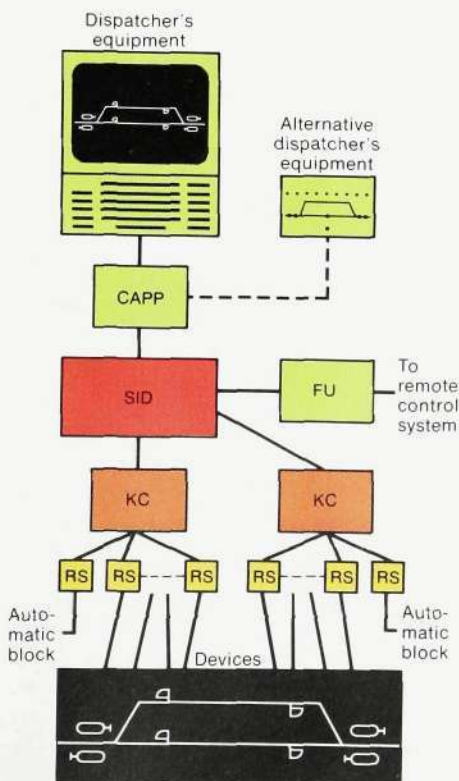 Dispatcher's
equipment
Alternative
dispatcher's
equipment
CAPP
SID
FU
To
remote
control
system
KC
KC
RS
RS
RS
RS
RS
RS
Auto-
matic
block
Auto-
matic
block
Devices